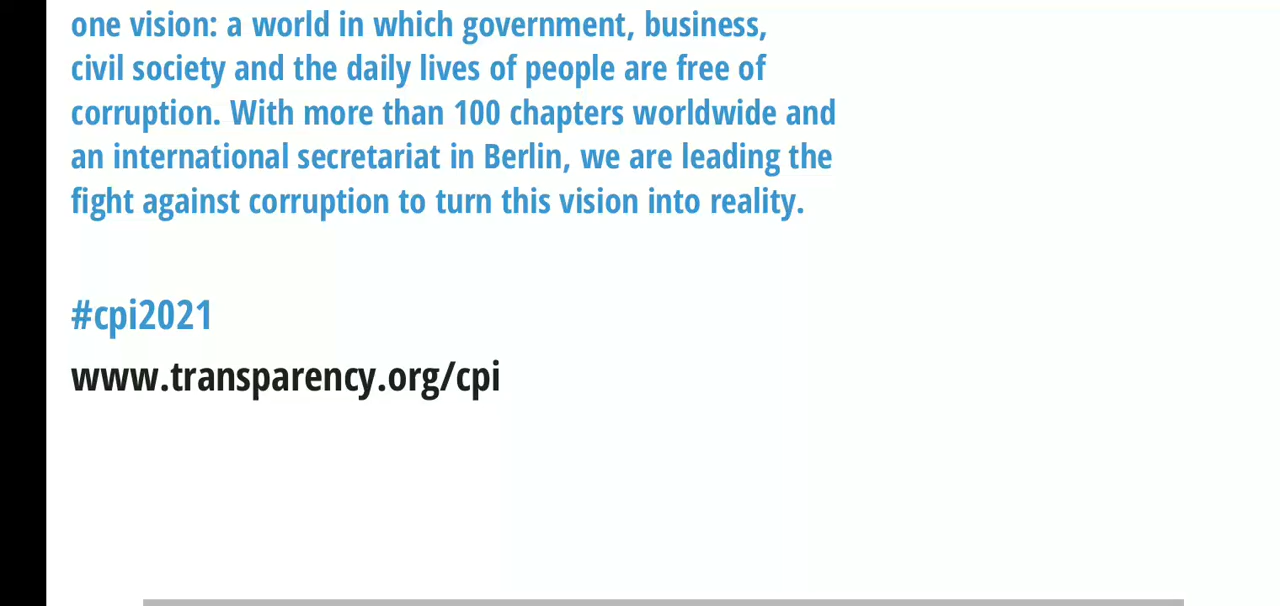 one vision: a world in which government, business,
civil society and the daily lives of people are free of
corruption. With more than 100 chapters worldwide and
an international secretariat in Berlin, we are leading the
fight against corruption to turn this vision into reality.
#cpi2021
www.transparency.org/cpi